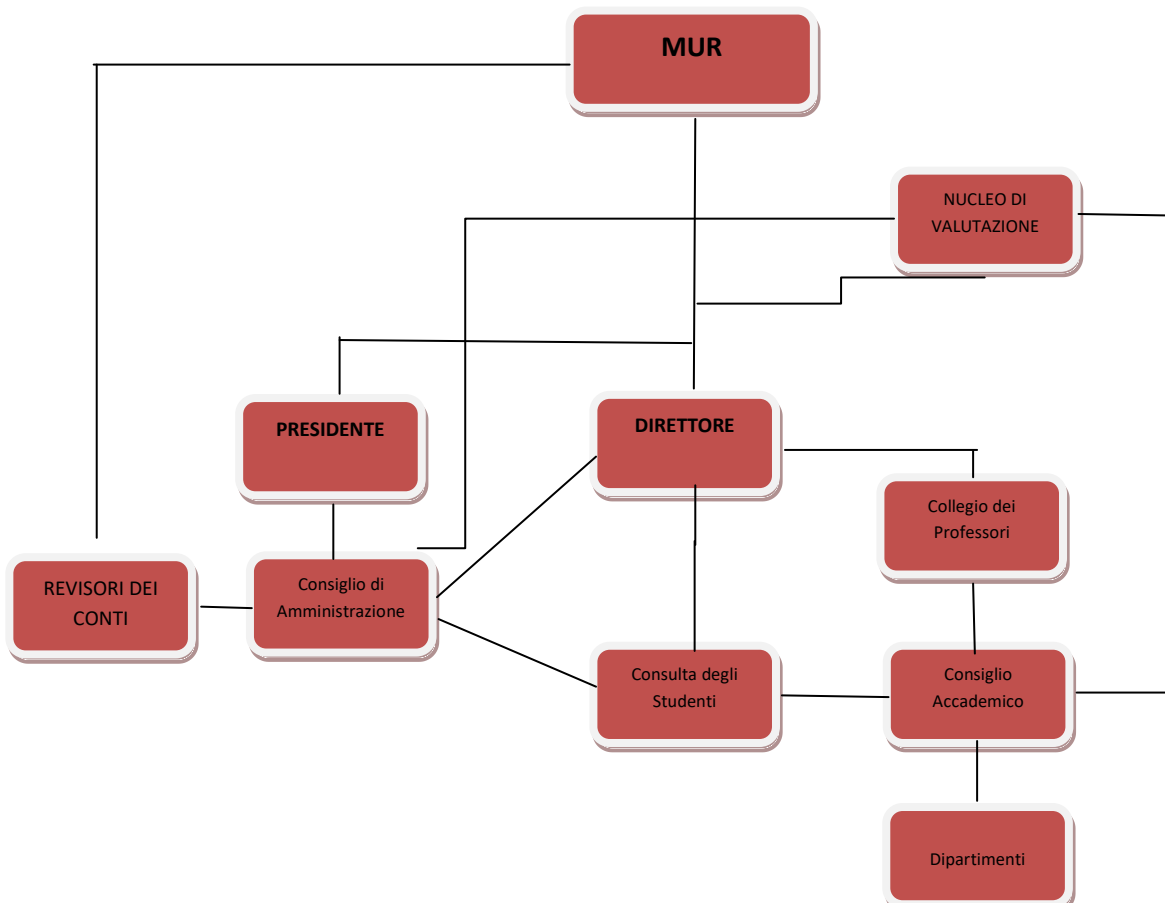 MUR
NUCLEO DI
VALUTAZIONE
PRESIDENTE
DIRETTORE
Collegio dei
Professori
REVISORI DEI
CONTI
Consiglio di
Amministrazione
Consulta degli
Studenti
Consiglio
Accademico
Dipartimenti